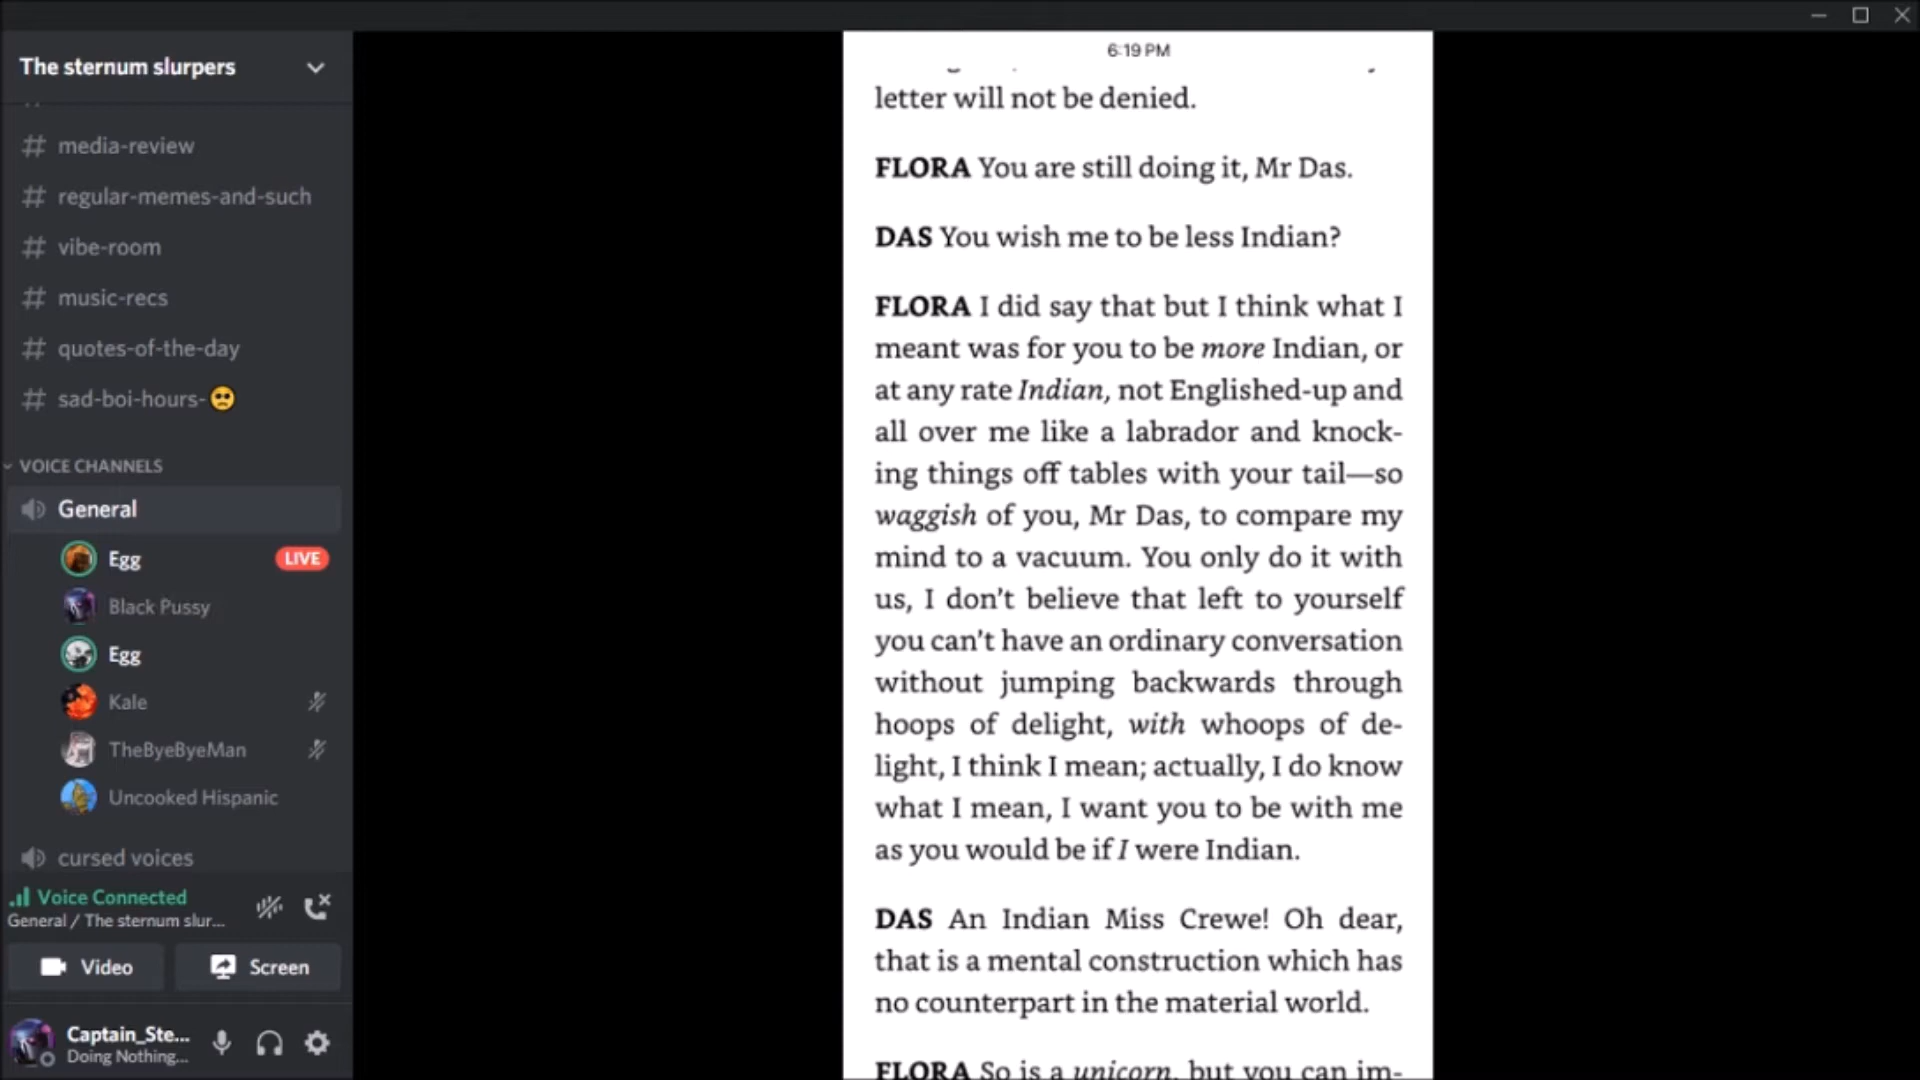 The sternum slurpers
media-review
regular-memes-and-such
vibe-room
music-recs
quotes-of-the-day
sad-boi-hours-🥺
VOICE CHANNELS
General
Egg LIVE
Black Pussy
Egg
Kale
TheByeByeMan
Uncooked Hispanic
cursed voices
Voice Connected
General / The sternum slur...
Video Screen
Captain_Ste...
Doing Nothing...
6:19 PM
letter will not be denied.
FLORA You are still doing it, Mr Das.
DAS You wish me to be less Indian?
FLORA I did say that but I think what I
meant was for you to be more Indian, or
at any rate Indian, not Englished-up and
all over me like a labrador and knock-
ing things off tables with your tail—so
waggish of you, Mr Das, to compare my
mind to a vacuum. You only do it with
us, I don't believe that left to yourself
you can't have an ordinary conversation
without jumping backwards through
hoops of delight, with whoops of de-
light, I think I mean; actually, I do know
what I mean, I want you to be with me
as you would be if I were Indian.
DAS An Indian Miss Crewe! Oh dear,
that is a mental construction which has
no counterpart in the material world.
FLORA So is a unicorn, but you can im-